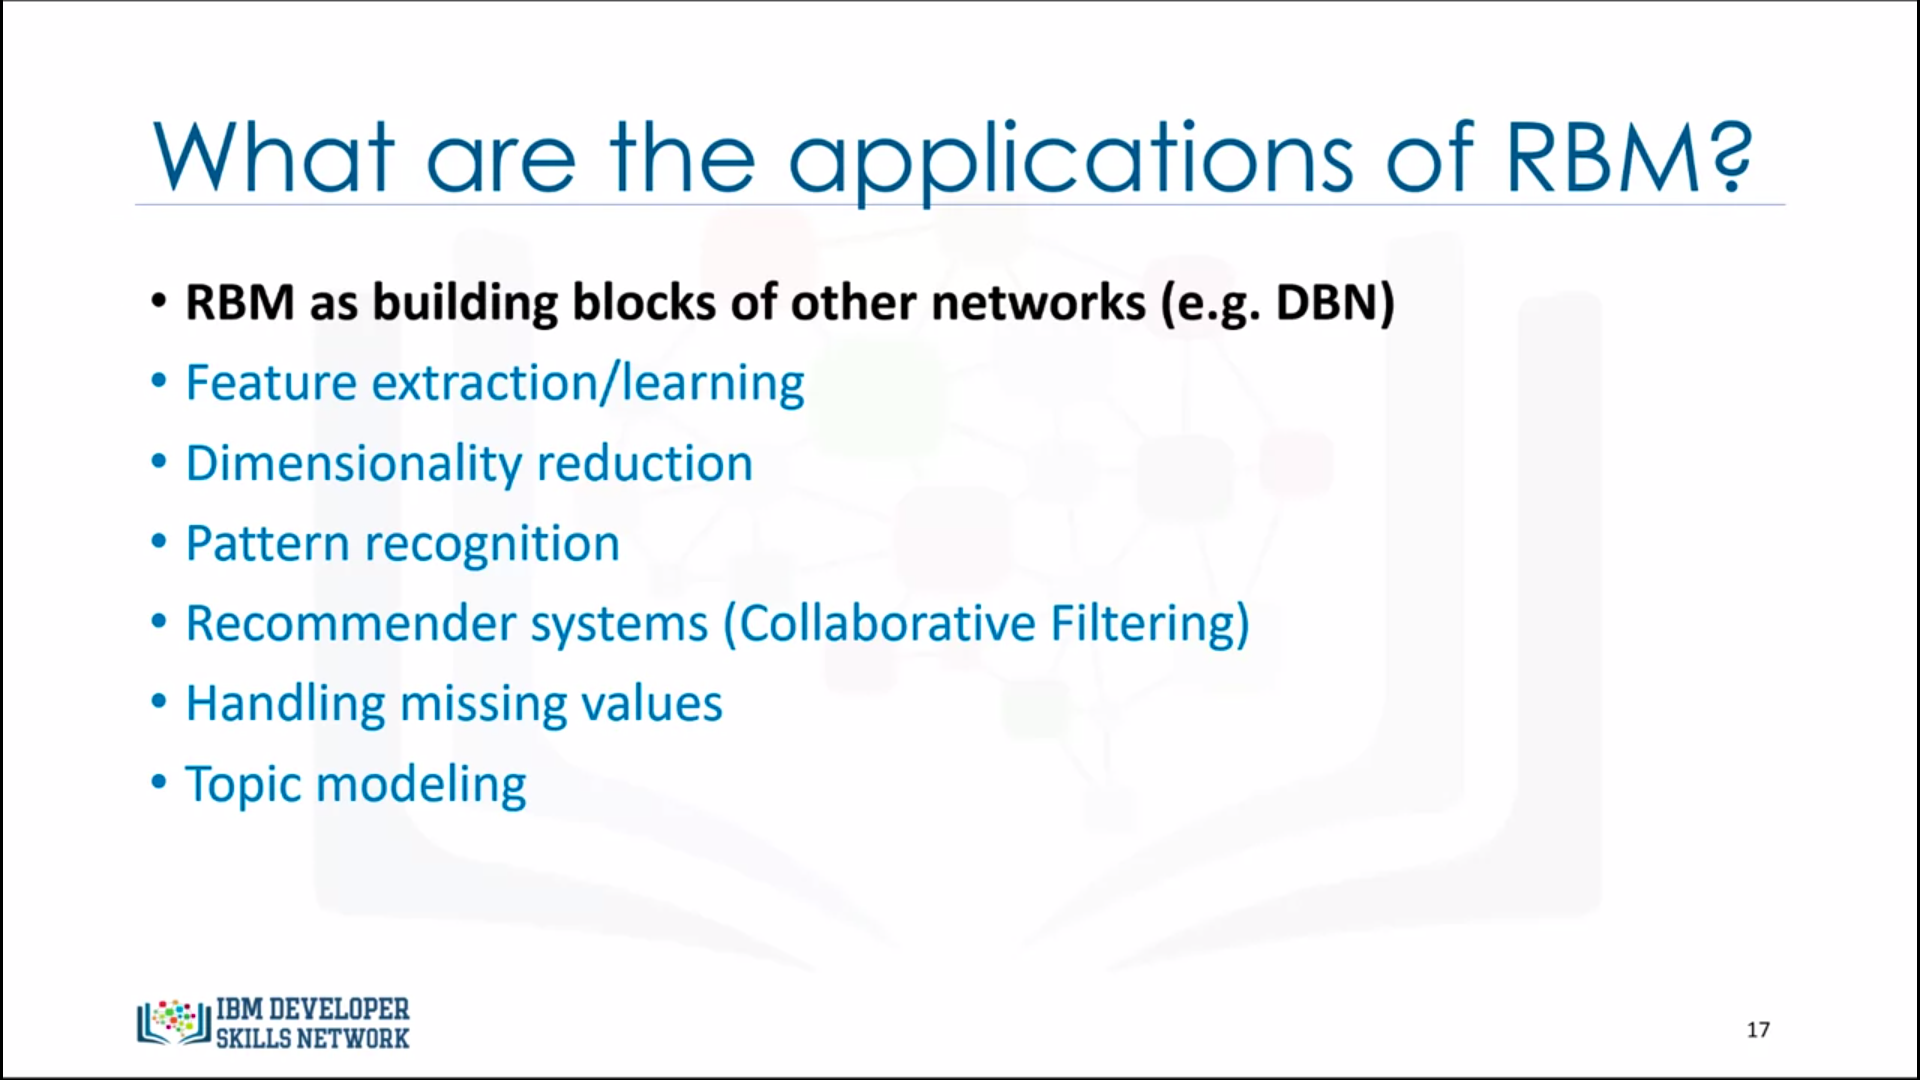 What are the applications of RBM?
• RBM as building blocks of other networks (e.g. DBN)
• Feature extraction/learning
• Dimensionality reduction
• Pattern recognition
• Recommender systems (Collaborative Filtering)
• Handling missing values
• Topic modeling
IBM DEVELOPER
SKILLS NETWORK
17